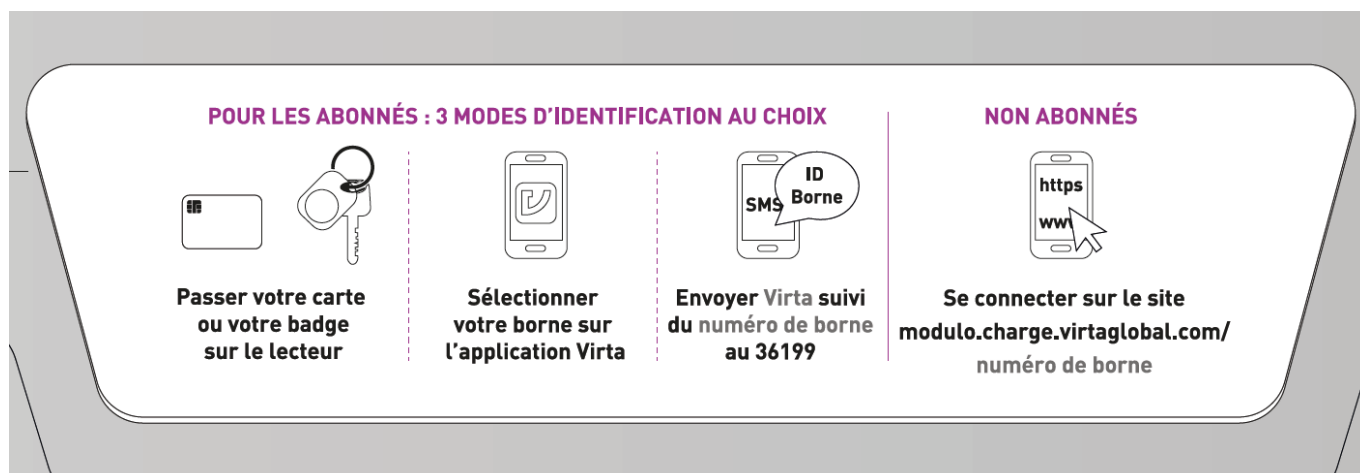 POUR LES ABONNÉS : 3 MODES D'IDENTIFICATION AU CHOIX
Passer votre carte
ou votre badge
sur le lecteur
Sélectionner
votre borne sur
l'application Virta
SMS
ID
Borne
Envoyer Virta suivi
du numéro de borne
au 36199
NON ABONNÉS
https
www
Se connecter sur le site
modulo.charge.virtaglobal.com/
numéro de borne